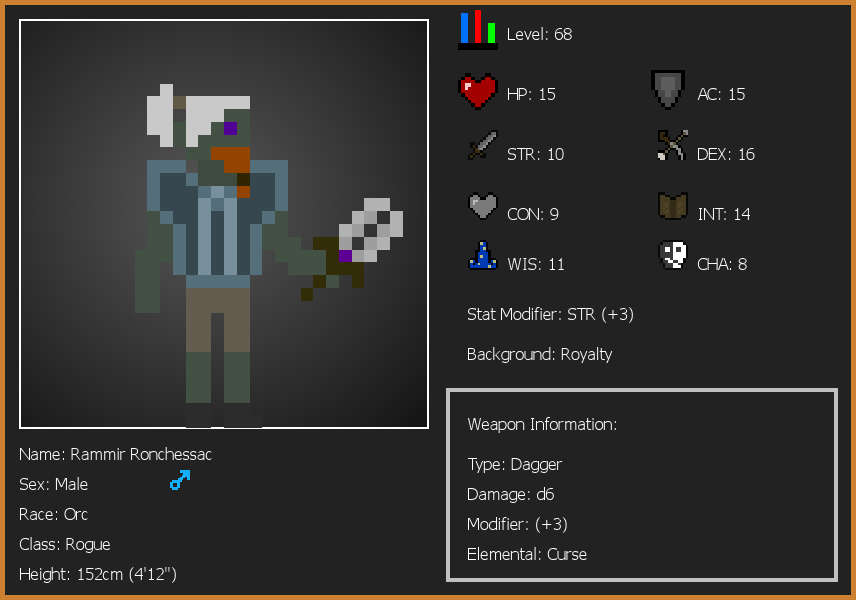 Level: 68
HP: 15
AC: 15
STR: 10
DEX: 16
CON: 9
INT: 14
WIS: 11
CHA: 8
Stat Modifier: STR (+3)
Background: Royalty
Weapon Information:
Type: Dagger
Damage: d6
Modifier: (+3)
Elemental: Curse
Name: Rammir Ronchessac
Sex: Male
Race: Orc
Class: Rogue
Height: 152cm (4'12")